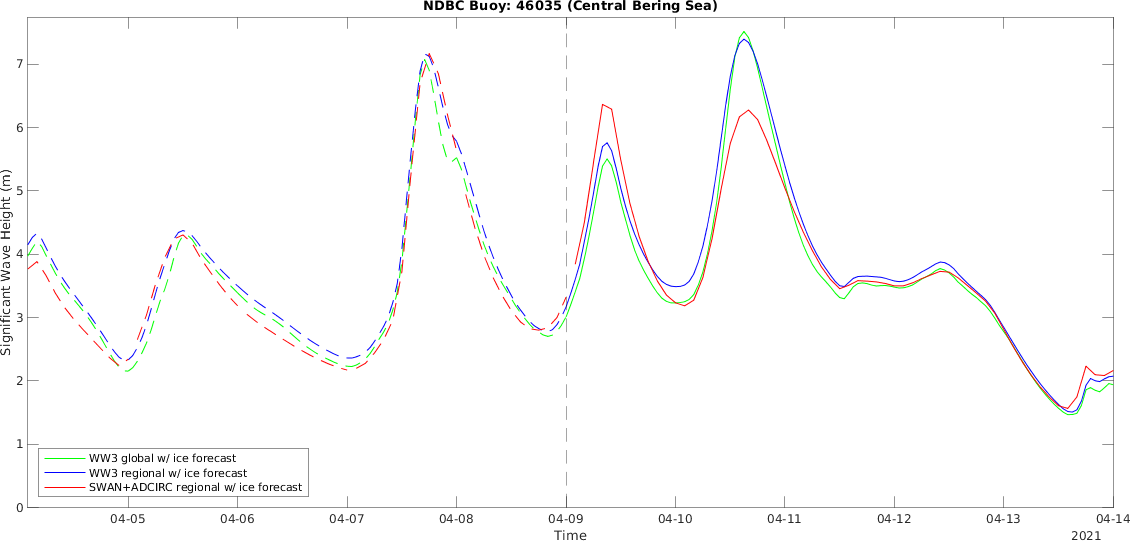 NDBC Buoy: 46035 (Central Bering Sea)
Significant Wave Height (m)
7
6
5
4
3
2
1
0
WW3 global w/ ice forecast
WW3 regional w/ ice forecast
SWAN+ADCIRC regional w/ ice forecast
04-05 04-06 04-07 04-08 04-09 04-10 04-11 04-12 04-13 04-14
Time
2021